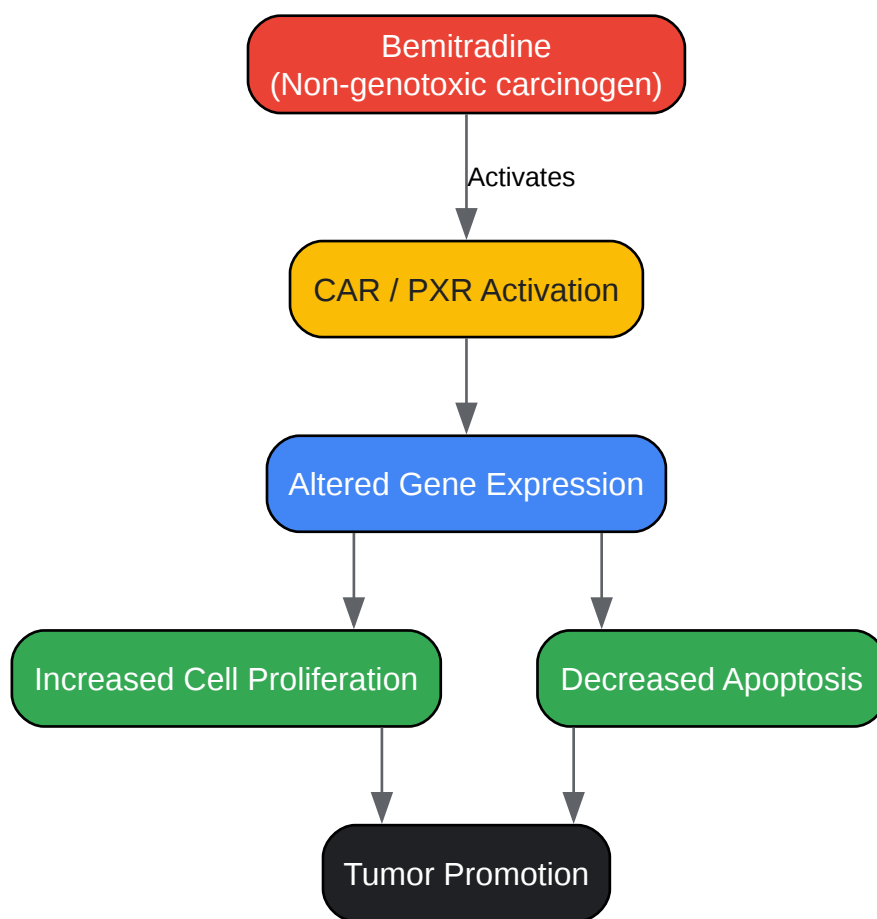 Bemitradine
(Non-genotoxic carcinogen)
Activates
CAR / PXR Activation
Altered Gene Expression
Increased Cell Proliferation
Decreased Apoptosis
Tumor Promotion